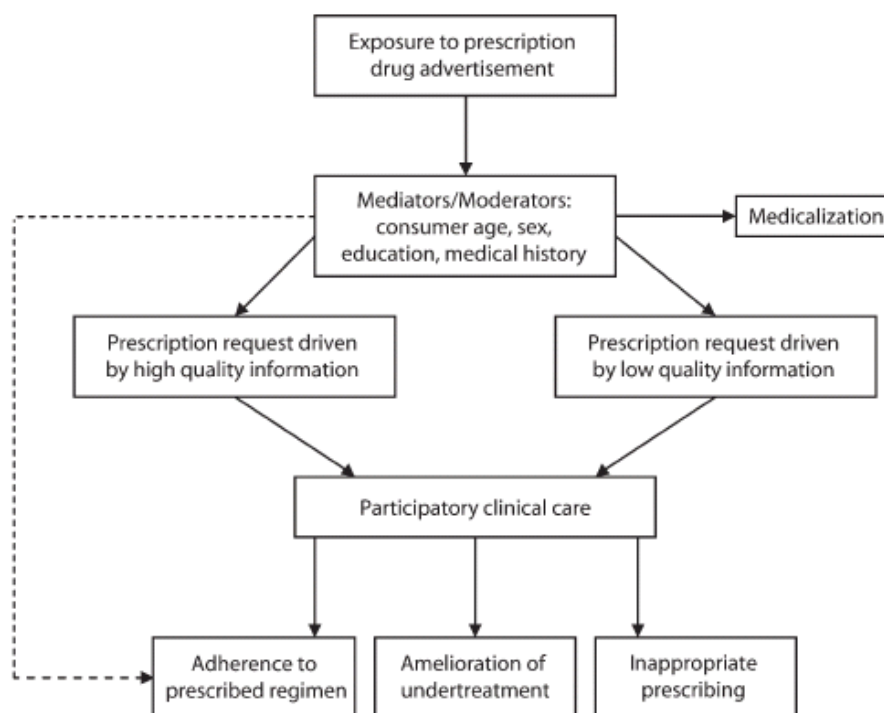 Exposure to prescription
drug advertisement
Mediators/Moderators:
consumer age, sex,
education, medical history
Medicalization
Prescription request driven
by high quality information
Prescription request driven
by low quality information
Participatory clinical care
Adherence to
prescribed regimen
Amelioration of
undertreatment
Inappropriate
prescribing